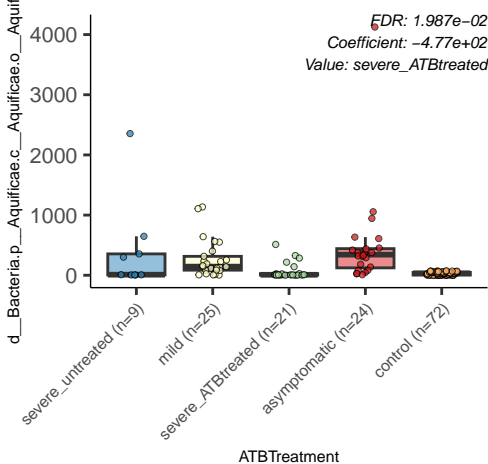 FDR: 1.987e−02
Coefficient: −4.77e+02
Value: severe_ATBtreated
d__Bacteria.p__Aquificae.c__Aquificae.o__Aquif
4000
3000
2000
1000
0
severe_untreated (n=9)
mild (n=25)
severe_ATBtreated (n=21)
asymptomatic (n=24)
control (n=72)
ATBTreatment